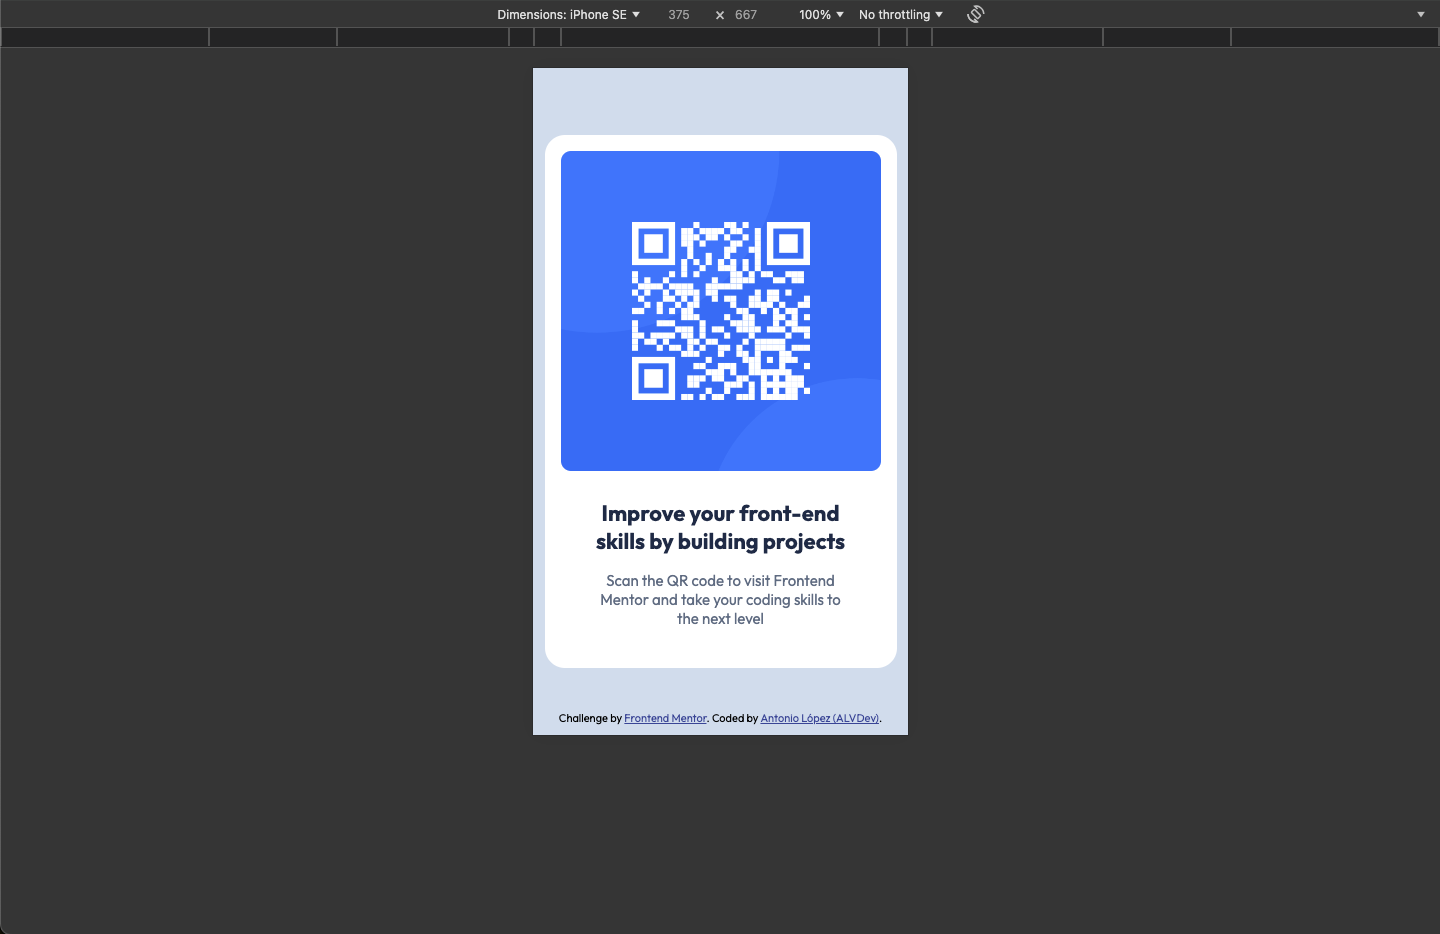 Dimensions: iPhone SE 375 × 667 100% No throttling
Improve your front-end
skills by building projects
Scan the QR code to visit Frontend
Mentor and take your coding skills to
the next level
Challenge by Frontend Mentor. Coded by Antonio López (ALVDev).